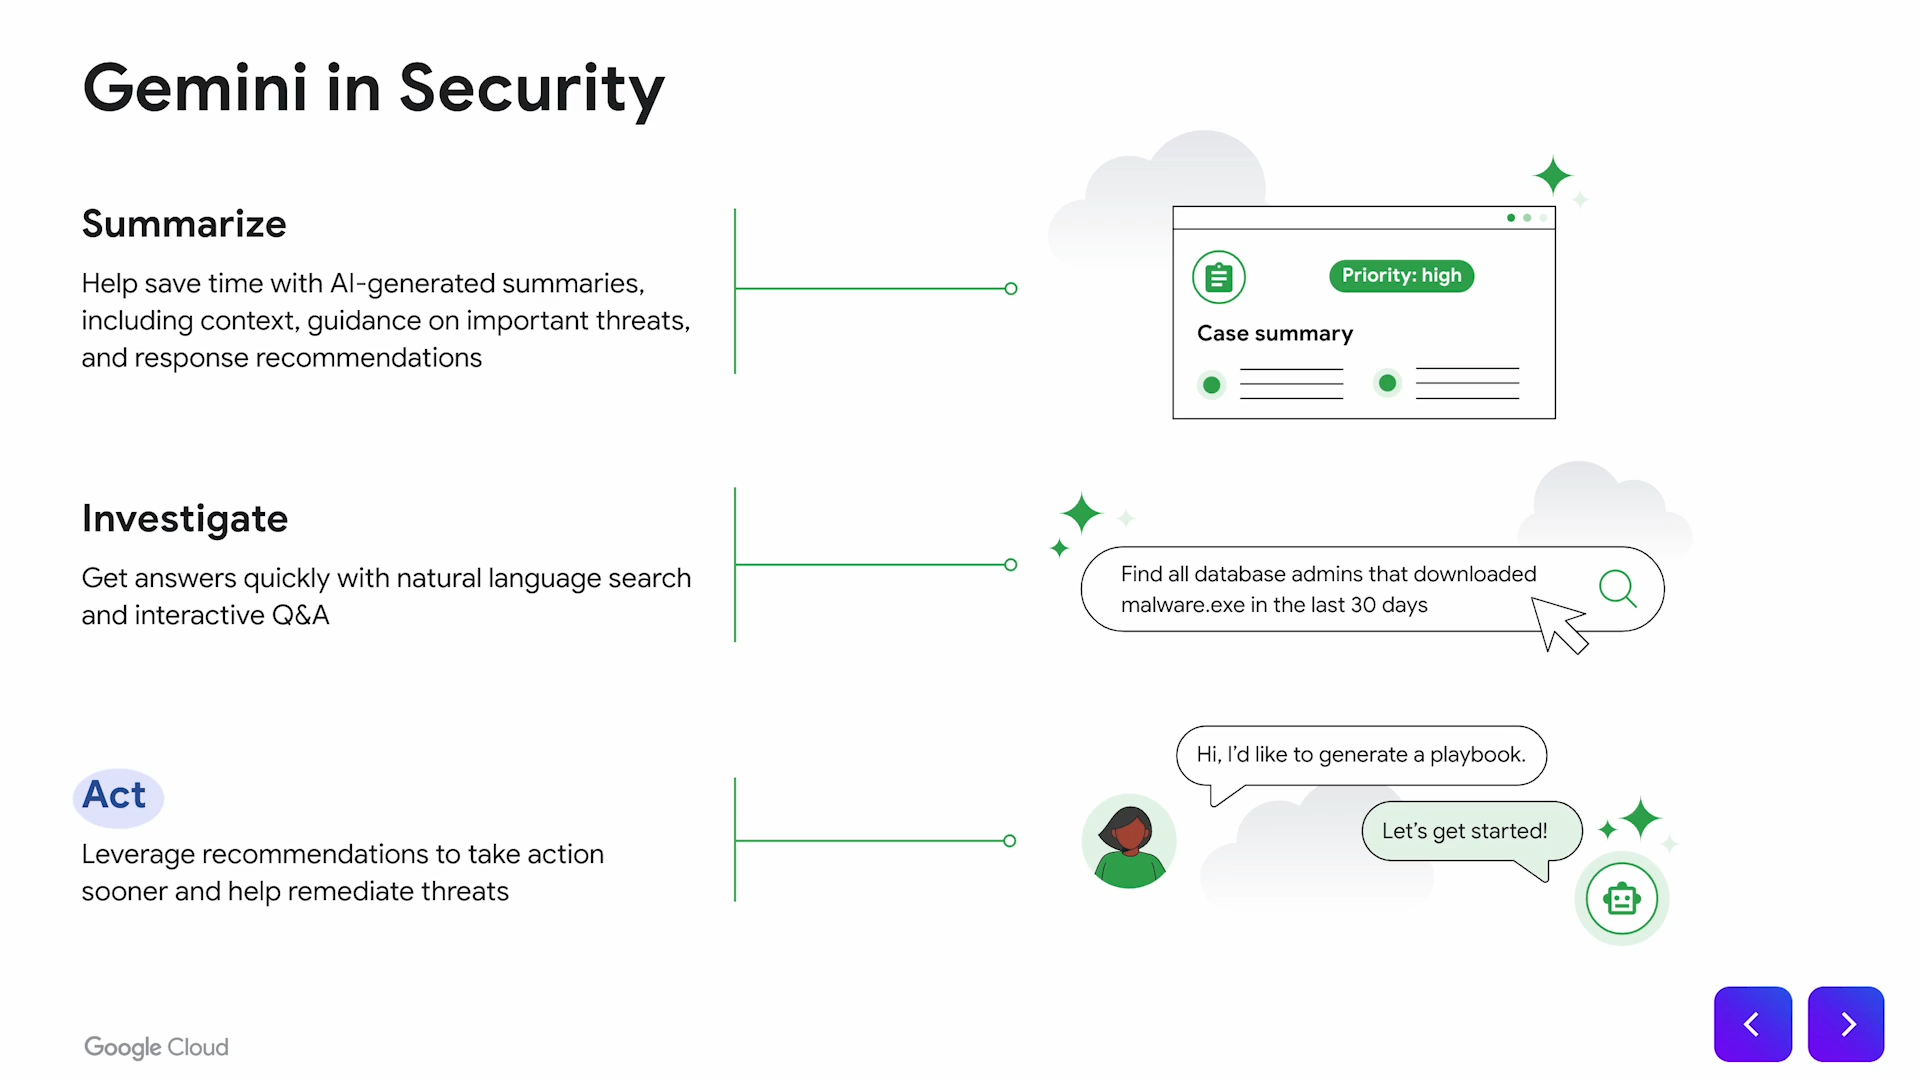 Gemini in Security
Summarize
Help save time with AI-generated summaries,
including context, guidance on important threats,
and response recommendations
Priority: high
Case summary
Investigate
Get answers quickly with natural language search
and interactive Q&A
Find all database admins that downloaded
malware.exe in the last 30 days
Act
Leverage recommendations to take action
sooner and help remediate threats
Hi, I’d like to generate a playbook.
Let’s get started!
Google Cloud